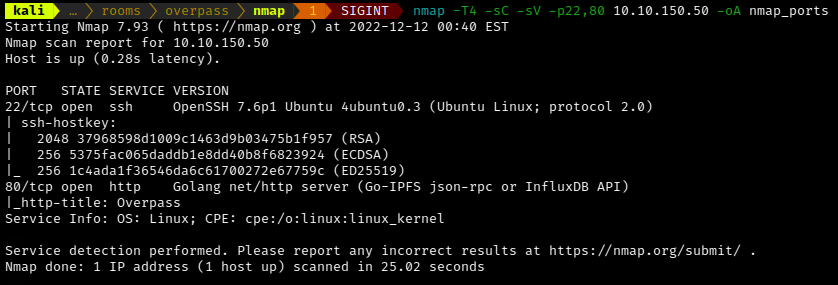 kali … rooms overpass nmap 1 SIGINT nmap -T4 -sC -sV -p22,80 10.10.150.50 -oA nmap_ports
Starting Nmap 7.93 ( https://nmap.org ) at 2022-12-12 00:40 EST
Nmap scan report for 10.10.150.50
Host is up (0.28s latency).
PORT   STATE SERVICE VERSION
22/tcp open  ssh     OpenSSH 7.6p1 Ubuntu 4ubuntu0.3 (Ubuntu Linux; protocol 2.0)
| ssh-hostkey:
|   2048 37968598d1009c1463d9b03475b1f957 (RSA)
|   256 5375fac065daddb1e8dd40b8f6823924 (ECDSA)
|_  256 1c4ada1f36546da6c61700272e67759c (ED25519)
80/tcp open  http    Golang net/http server (Go-IPFS json-rpc or InfluxDB API)
|_http-title: Overpass
Service Info: OS: Linux; CPE: cpe:/o:linux:linux_kernel
Service detection performed. Please report any incorrect results at https://nmap.org/submit/ .
Nmap done: 1 IP address (1 host up) scanned in 25.02 seconds